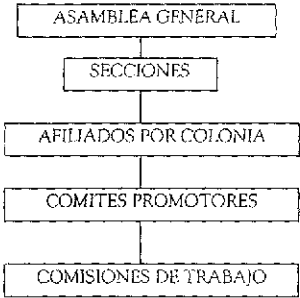 ASAMBLEA GENERAL
SECCIONES
AFILIADOS POR COLONIA
COMITES PROMOTORES
COMISIONES DE TRABAJO